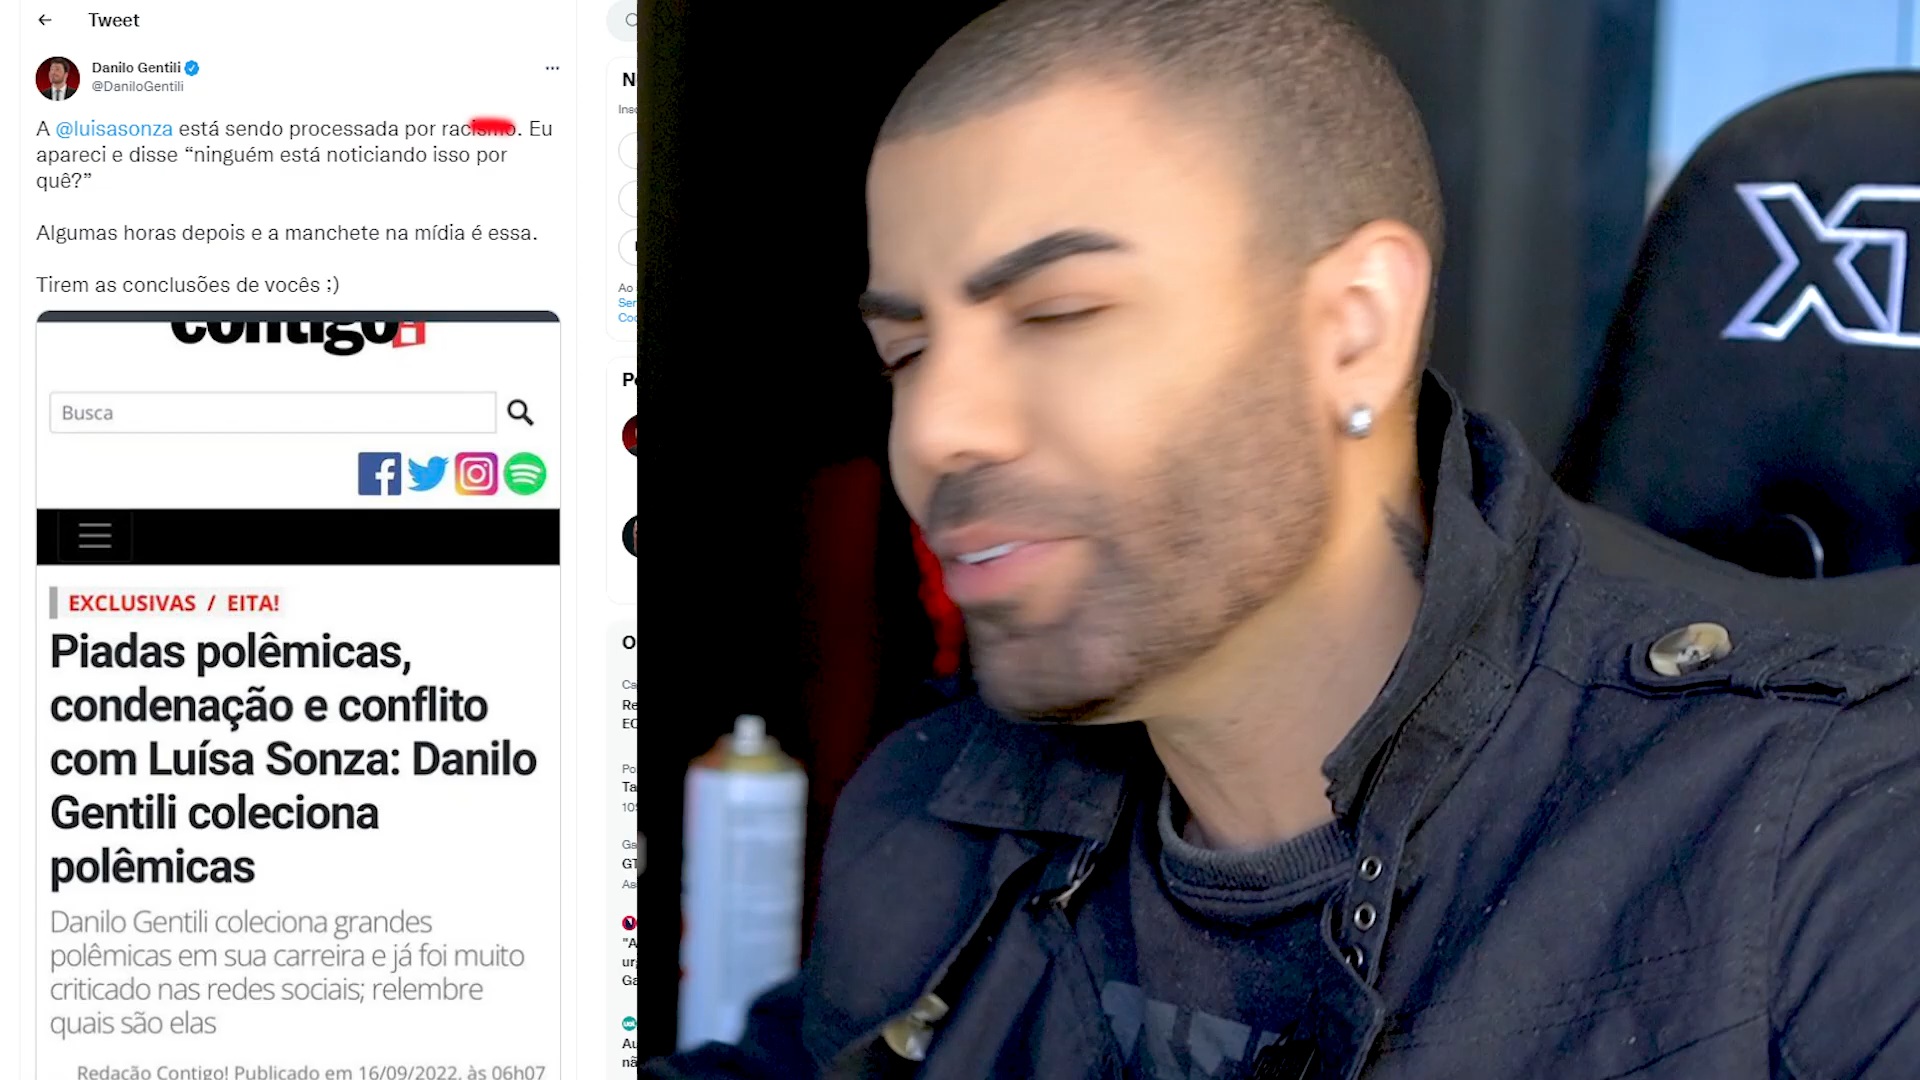 Tweet
Danilo Gentili
@DaniloGentili
A @luisasonza está sendo processada por racismo. Eu
apareci e disse “ninguém está noticiando isso por
quê?”
Algumas horas depois e a manchete na mídia é essa.
Tirem as conclusões de vocês ;)
contigo!
Busca
EXCLUSIVAS / EITA!
Piadas polêmicas,
condenação e conflito
com Luísa Sonza: Danilo
Gentili coleciona
polêmicas
Danilo Gentili coleciona grandes
polêmicas em sua carreira e já foi muito
criticado nas redes sociais; relembre
quais são elas
Redação Contigo! Publicado em 16/09/2022, às 06h07